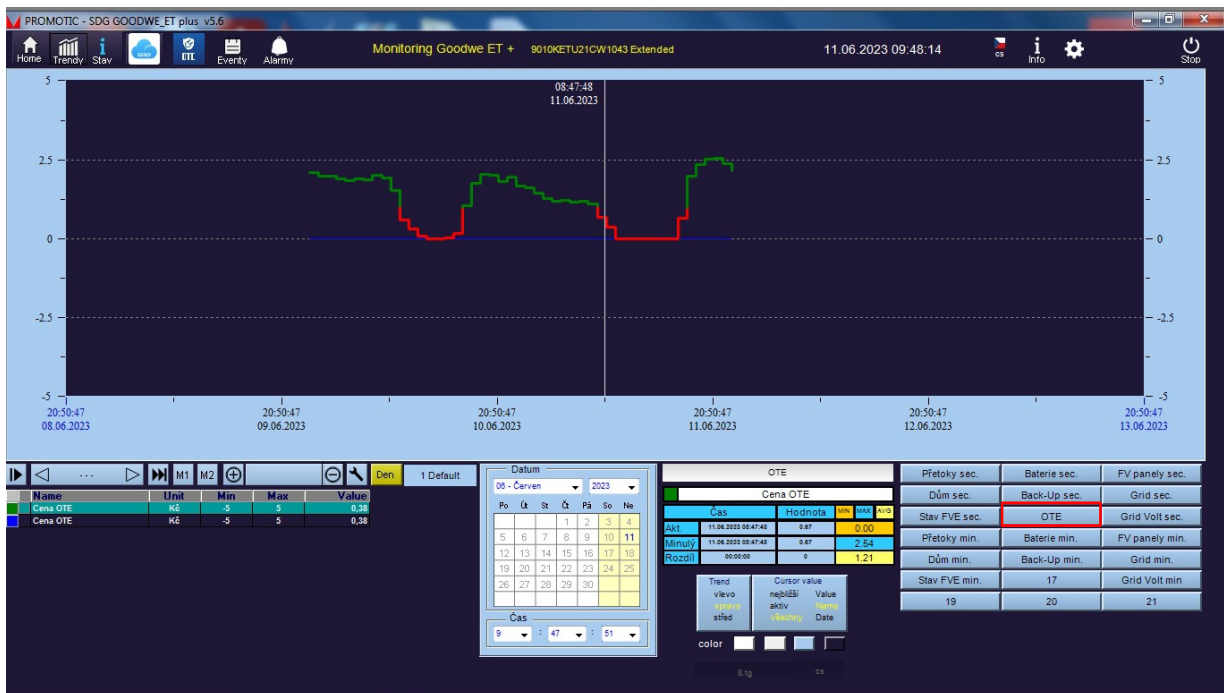 PROMOTIC - SDG GOODWE_ET plus v5.6
Home Trendy Stav SEMS OTE Eventy Alarmy
Monitoring Goodwe ET + 9010KETU21CW1043 Extended
11.06.2023 09:48:14
cs Info Stop
08:47:48
11.06.2023
5 5
2.5 2.5
0 0
-2.5 -2.5
-5 -5
20:50:47 20:50:47 20:50:47 20:50:47 20:50:47 20:50:47
08.06.2023 09.06.2023 10.06.2023 11.06.2023 12.06.2023 13.06.2023
... M1 M2 Den 1 Default
Name Unit Min Max Value
Cena OTE Kč -5 5 0,38
Cena OTE Kč -5 5 0,38
Datum
06 - Červen 2023
Po Út St Čt Pá So Ne
1 2 3 4
5 6 7 8 9 10 11
12 13 14 15 16 17 18
19 20 21 22 23 24 25
26 27 28 29 30
Čas
9 : 47 : 51
OTE
Cena OTE
Čas Hodnota MIN MAX AVG
Akt. 11.06.2023 08:47:48 0.67 0.00
Minulý 11.06.2023 08:47:48 0.67 2.54
Rozdíl 00:00:00 0 1.21
Trend Cursor value
vlevo nejbližší Value
vpravo aktiv Name
střed všechny Date
color
8.tg cs
Přetoky sec. Baterie sec. FV panely sec.
Dům sec. Back-Up sec. Grid sec.
Stav FVE sec. OTE Grid Volt sec.
Přetoky min. Baterie min. FV panely min.
Dům min. Back-Up min. Grid min.
Stav FVE min. 17 Grid Volt min
19 20 21